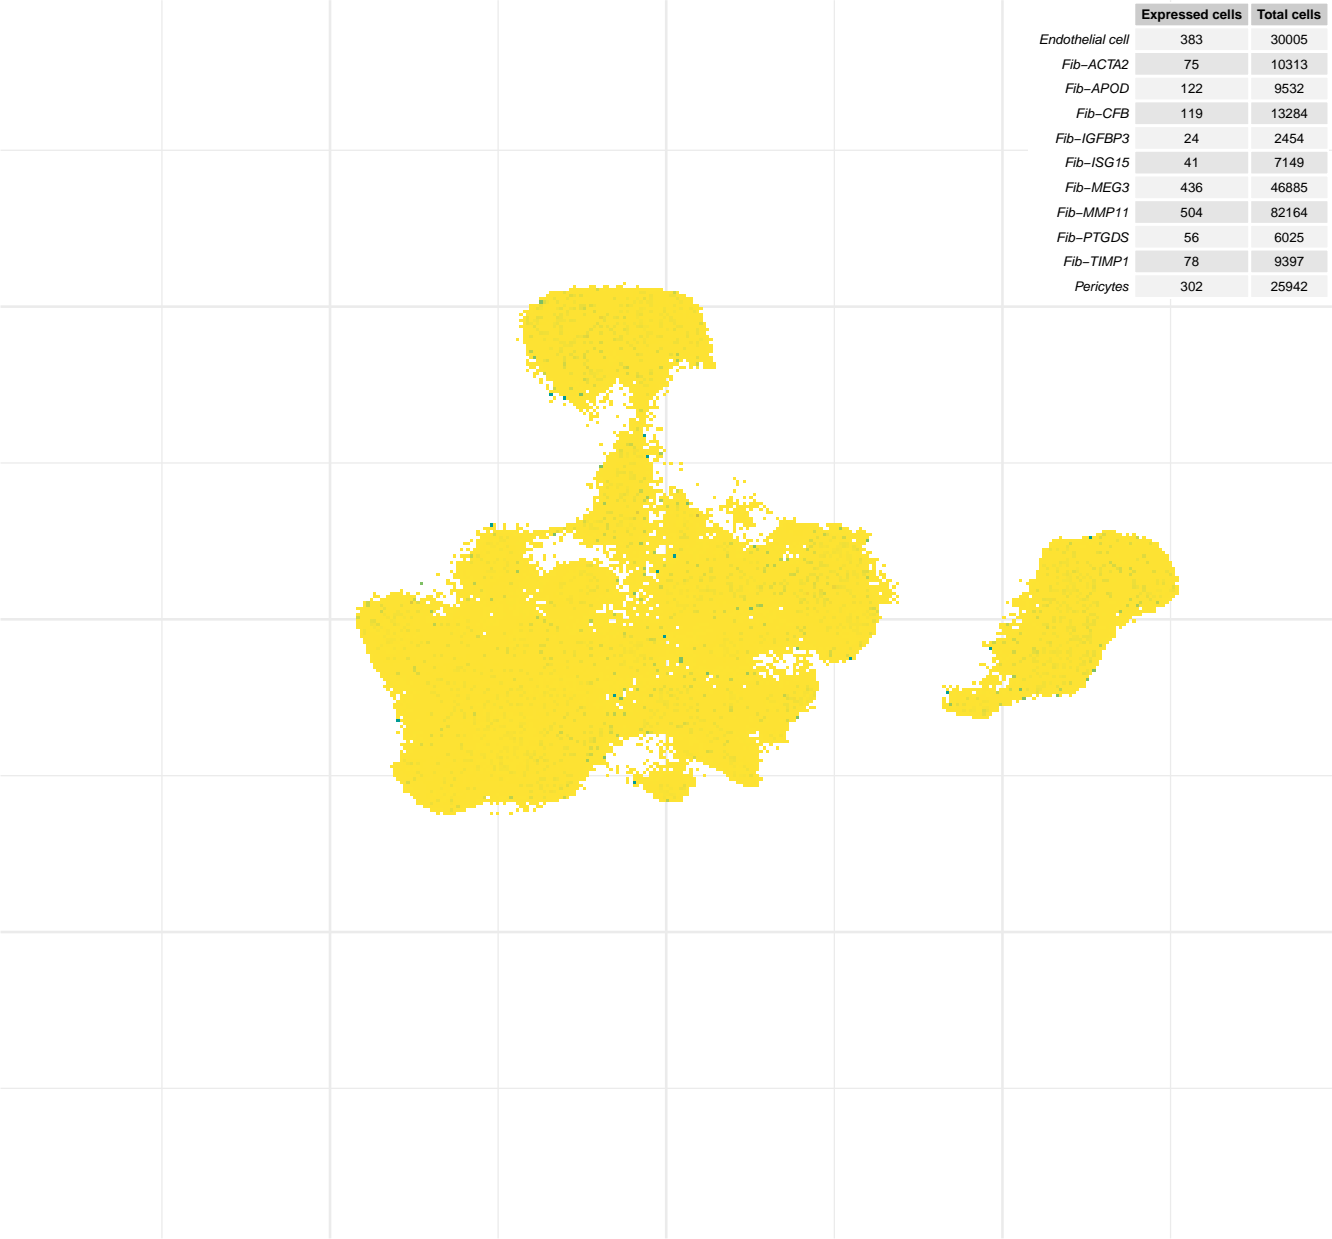 Expressed cells Total cells
Endothelial cell 383 30005
Fib−ACTA2 75 10313
Fib−APOD 122 9532
Fib−CFB 119 13284
Fib−IGFBP3 24 2454
Fib−ISG15 41 7149
Fib−MEG3 436 46885
Fib−MMP11 504 82164
Fib−PTGDS 56 6025
Fib−TIMP1 78 9397
Pericytes 302 25942